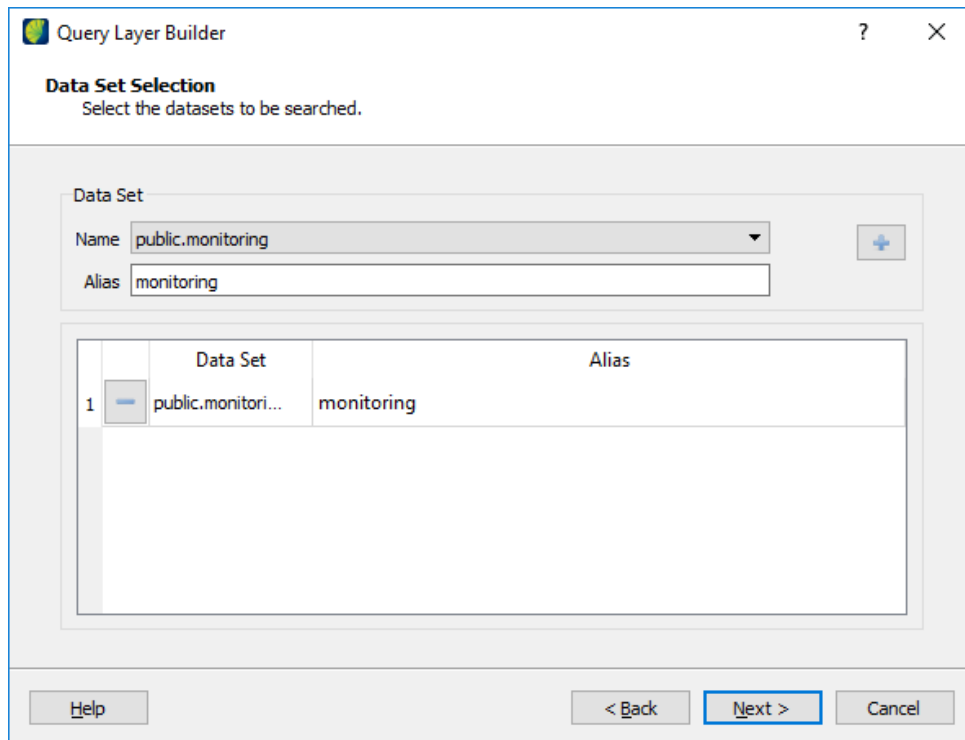 Query Layer Builder ?
Data Set Selection
Select the datasets to be searched.
Data Set
Name public.monitoring
Alias monitoring
Data Set Alias
1 public.monitori... monitoring
Help < Back Next > Cancel